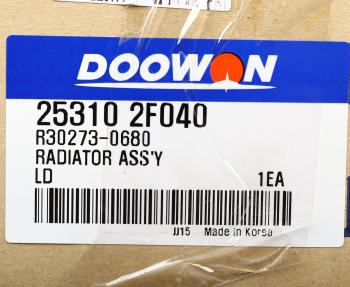 DOOWON
25310 2F040
R30273-0680
RADIATOR ASS'Y
LD 1EA
JJ15 Made in Korea